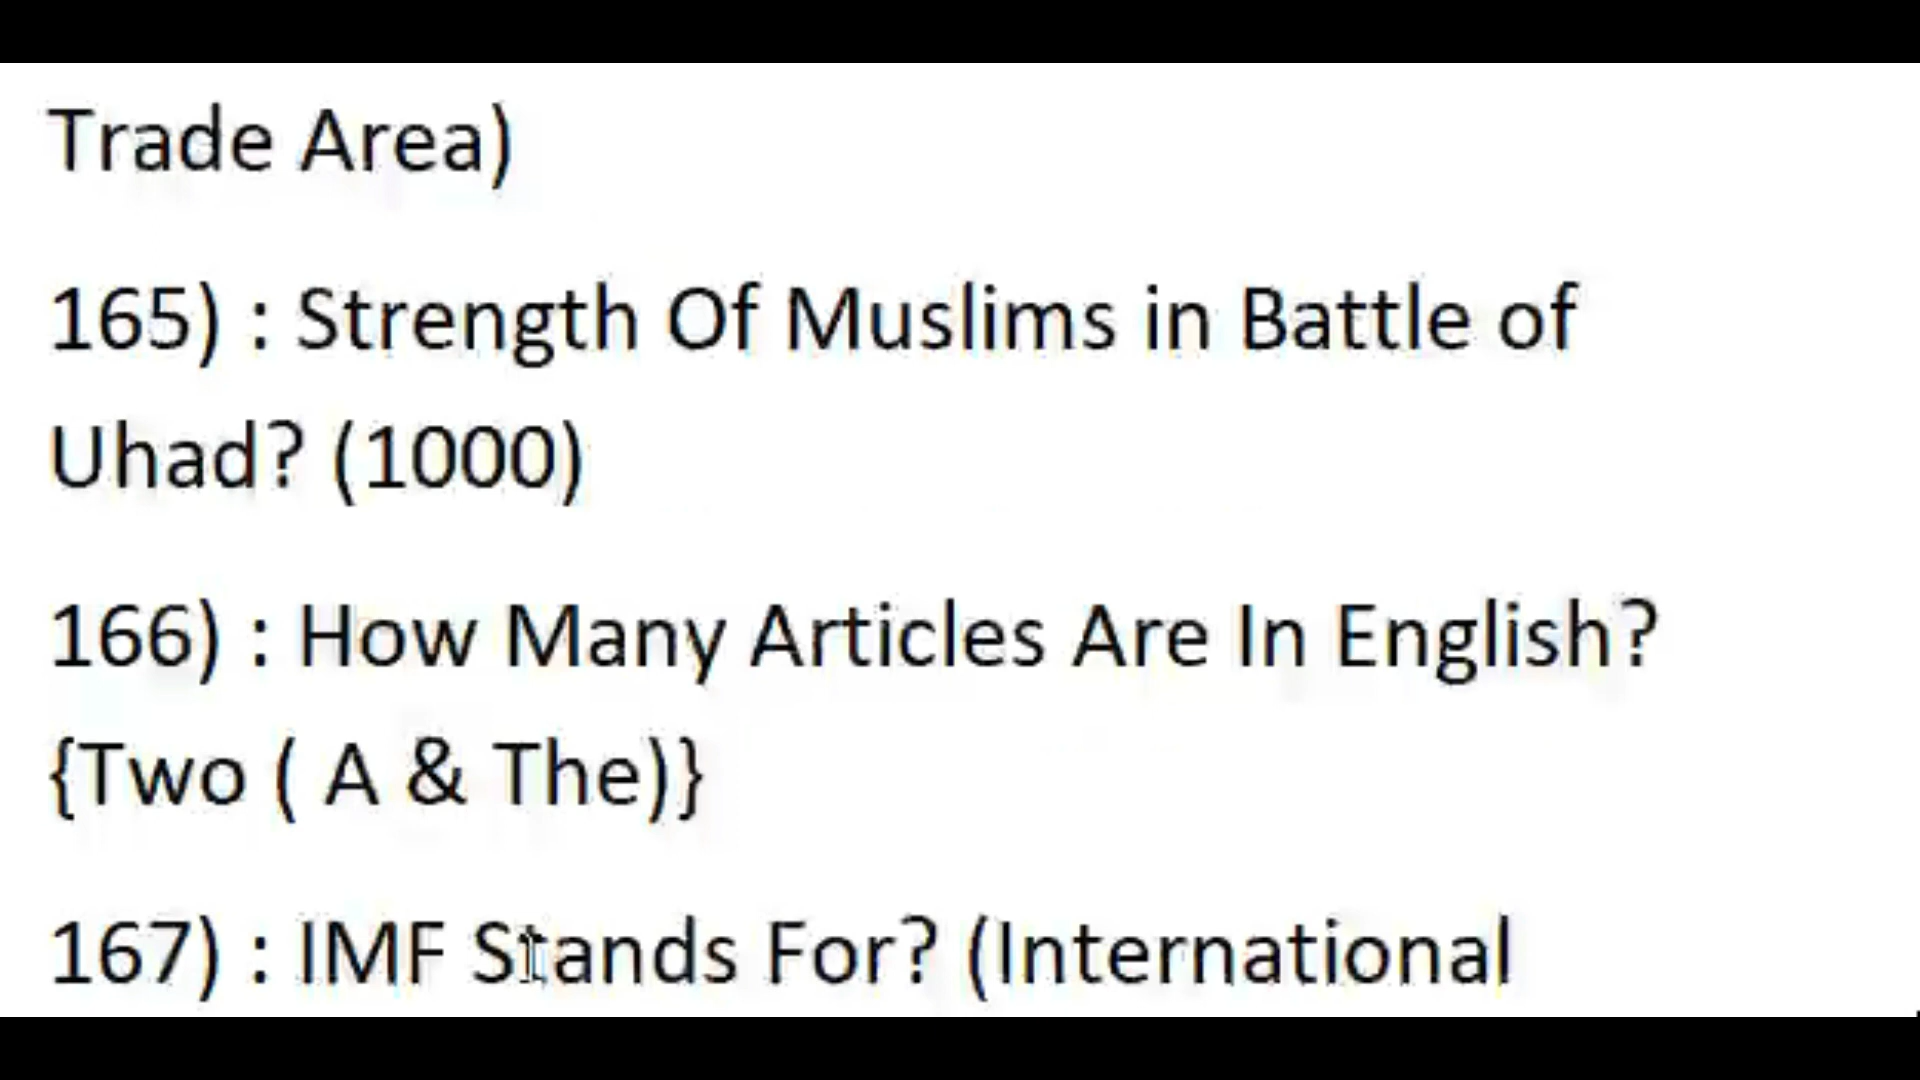 Trade Area)
165) : Strength Of Muslims in Battle of
Uhad? (1000)
166) : How Many Articles Are In English?
{Two ( A & The)}
167) : IMF Stands For? (International